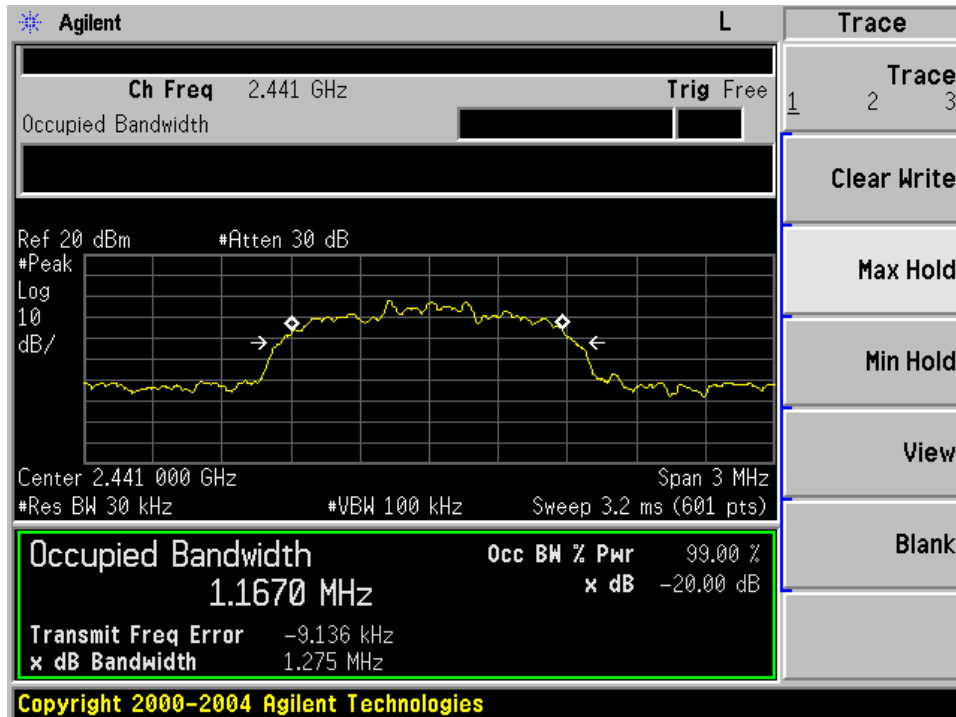 Agilent L Trace
Ch Freq 2.441 GHz Trig Free
Occupied Bandwidth
Trace
1 2 3
Clear Write
Max Hold
Min Hold
View
Blank
Ref 20 dBm #Atten 30 dB
#Peak
Log
10
dB/
Center 2.441 000 GHz Span 3 MHz
#Res BW 30 kHz #VBW 100 kHz Sweep 3.2 ms (601 pts)
Occupied Bandwidth Occ BW % Pwr 99.00 %
1.1670 MHz x dB -20.00 dB
Transmit Freq Error -9.136 kHz
x dB Bandwidth 1.275 MHz
Copyright 2000-2004 Agilent Technologies